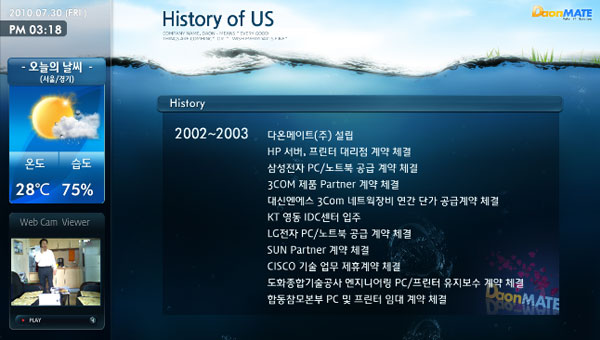 2010.07.30 (FRI)
PM 03:18
History of US
DaonMATE
- 오늘의 날씨 -
(서울/경기)
온도 습도
28℃ 75%
Web Cam Viewer
PLAY
History
2002~2003
다온메이트(주) 설립
HP 서버, 프린터 대리점 계약 체결
삼성전자 PC/노트북 공급 계약 체결
3COM 제품 Partner 계약 체결
대신엔에스 3Com 네트웍장비 연간 단가 공급계약 체결
KT 영동 IDC센터 입주
LG전자 PC/노트북 공급 계약 체결
SUN Partner 계약 체결
CISCO 기술 업무 제휴계약 체결
도화종합기술공사 엔지니어링 PC/프린터 유지보수 계약 체결
합동참모본부 PC 및 프린터 임대 계약 체결
DaonMATE